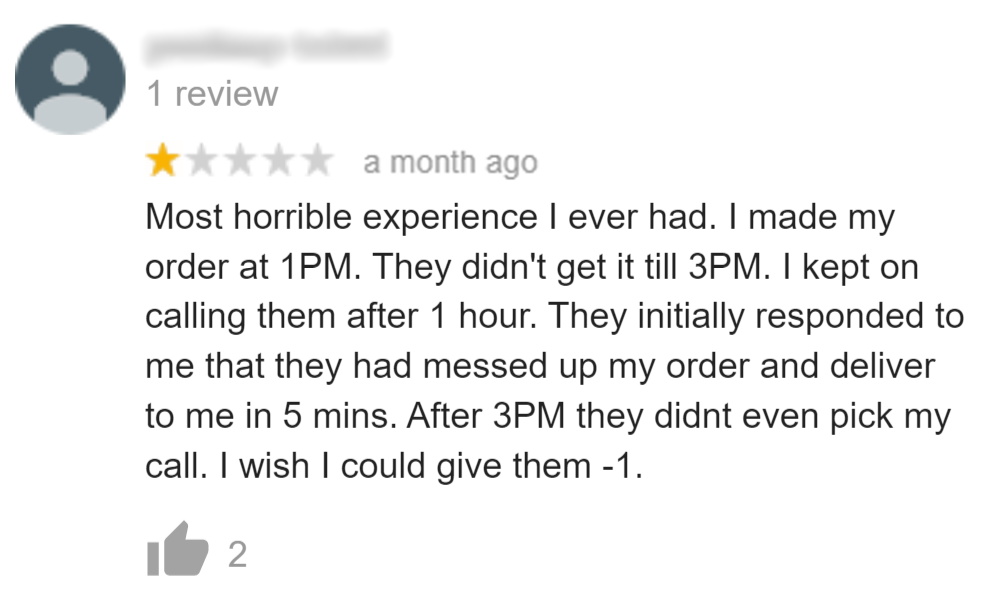 1 review
a month ago
Most horrible experience I ever had. I made my
order at 1PM. They didn't get it till 3PM. I kept on
calling them after 1 hour. They initially responded to
me that they had messed up my order and deliver
to me in 5 mins. After 3PM they didnt even pick my
call. I wish I could give them -1.
2